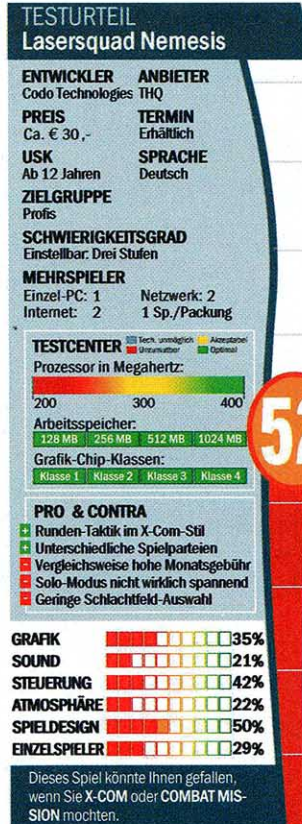 TESTURTEIL
Lasersquad Nemesis
ENTWICKLER ANBIETER
Codo Technologies THQ
PREIS TERMIN
Ca. € 30,- Erhältlich
USK SPRACHE
Ab 12 Jahren Deutsch
ZIELGRUPPE
Profis
SCHWIERIGKEITSGRAD
Einstellbar: Drei Stufen
MEHRSPIELER
Einzel-PC: 1 Netzwerk: 2
Internet: 2 1 Sp./Packung
TESTCENTER Tech. unmöglich Akzeptabel
Unzumutbar Optimal
Prozessor in Megahertz:
200 300 400
Arbeitsspeicher:
128 MB 256 MB 512 MB 1024 MB
Grafik-Chip-Klassen:
Klasse 1 Klasse 2 Klasse 3 Klasse 4
52
PRO & CONTRA
+ Runden-Taktik im X-Com-Stil
+ Unterschiedliche Spielparteien
- Vergleichsweise hohe Monatsgebühr
- Solo-Modus nicht wirklich spannend
- Geringe Schlachtfeld-Auswahl
GRAFIK 35%
SOUND 21%
STEUERUNG 42%
ATMOSPHÄRE 22%
SPIELDESIGN 50%
EINZELSPIELER 29%
Dieses Spiel könnte Ihnen gefallen,
wenn Sie X-COM oder COMBAT MIS-
SION mochten.